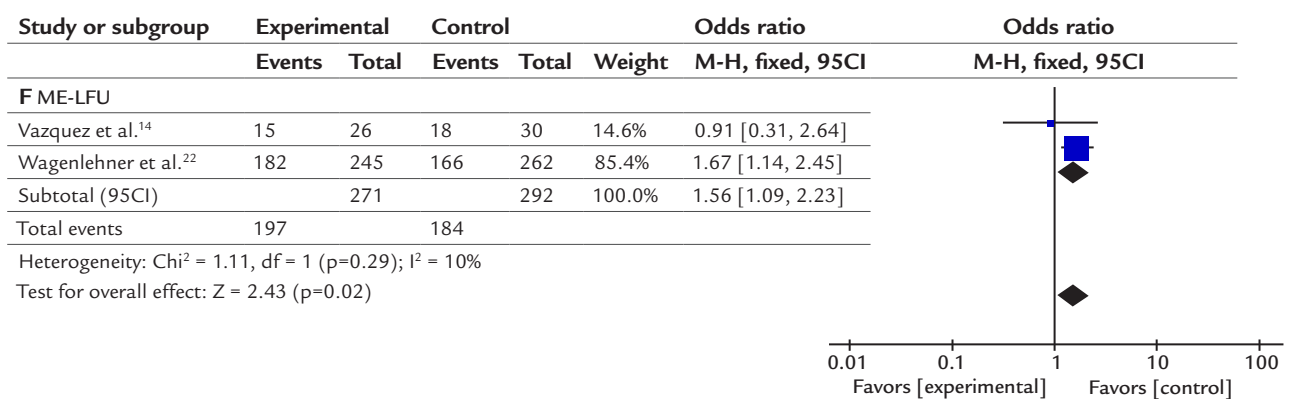 Study or subgroup Experimental Control Odds ratio Odds ratio
Events Total Events Total Weight M-H, fixed, 95CI M-H, fixed, 95CI
F ME-LFU
Vazquez et al.¹⁴ 15 26 18 30 14.6% 0.91 [0.31, 2.64]
Wagenlehner et al.²² 182 245 166 262 85.4% 1.67 [1.14, 2.45]
Subtotal (95CI) 271 292 100.0% 1.56 [1.09, 2.23]
Total events 197 184
Heterogeneity: Chi² = 1.11, df = 1 (p=0.29); I² = 10%
Test for overall effect: Z = 2.43 (p=0.02)
0.01 0.1 1 10 100
Favors [experimental] Favors [control]